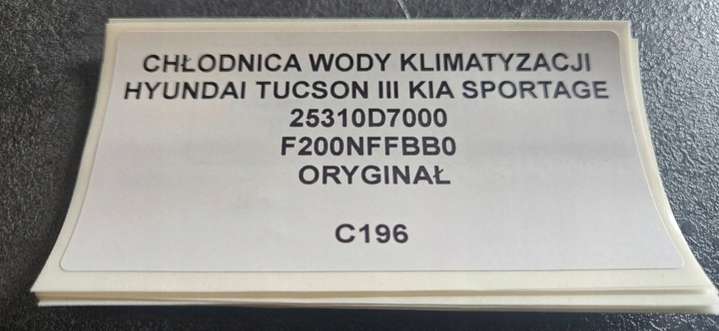 CHŁODNICA WODY KLIMATYZACJI
HYUNDAI TUCSON III KIA SPORTAGE
25310D7000
F200NFFBB0
ORYGINAŁ
C196